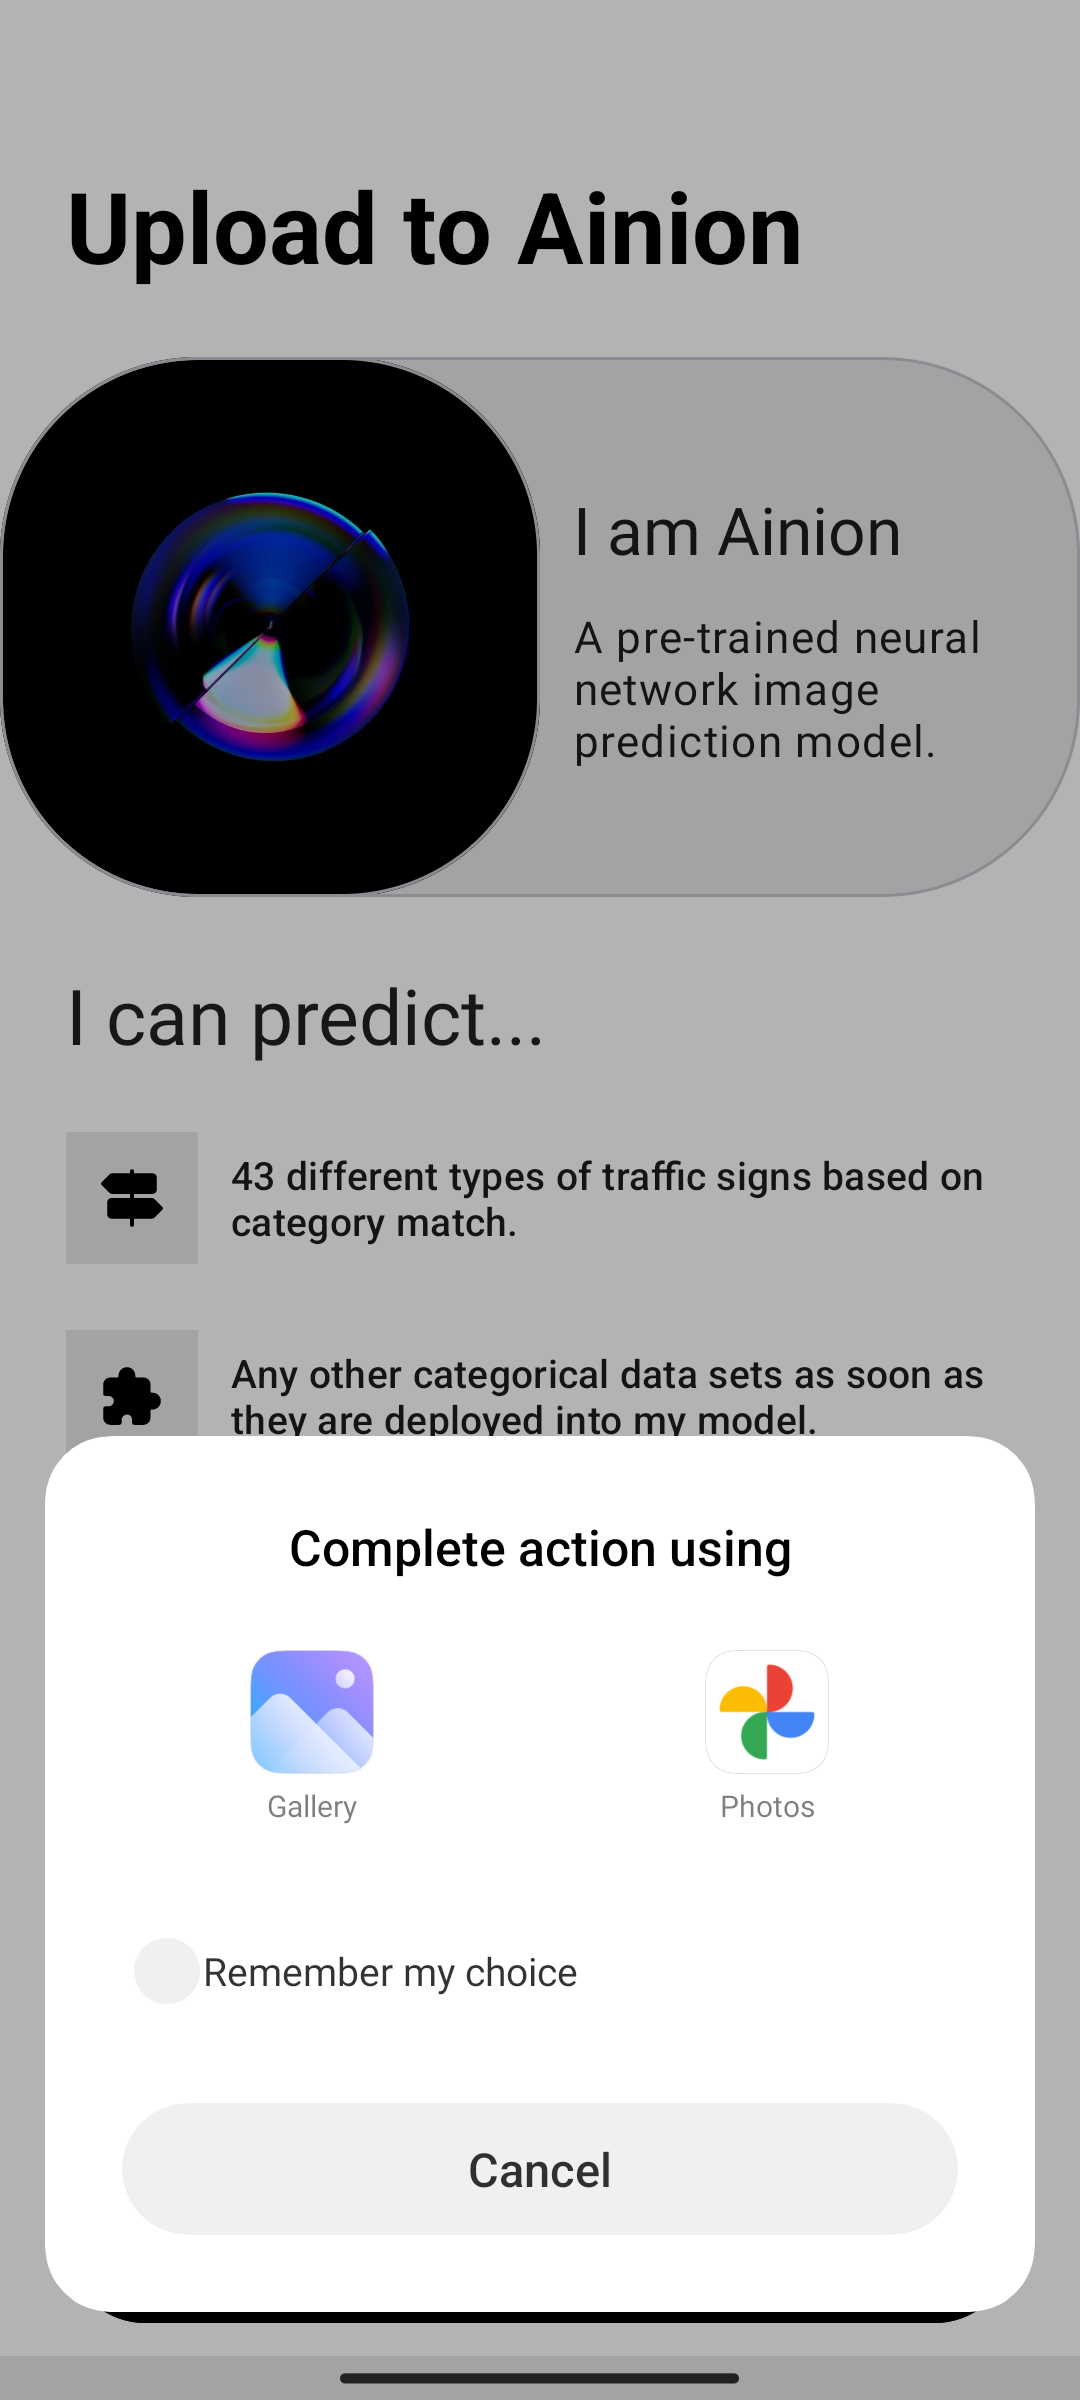 Upload to Ainion
I am Ainion
A pre-trained neural
network image
prediction model.
I can predict...
43 different types of traffic signs based on
category match.
Any other categorical data sets as soon as
they are deployed into my model.
Complete action using
Gallery
Photos
Remember my choice
Cancel